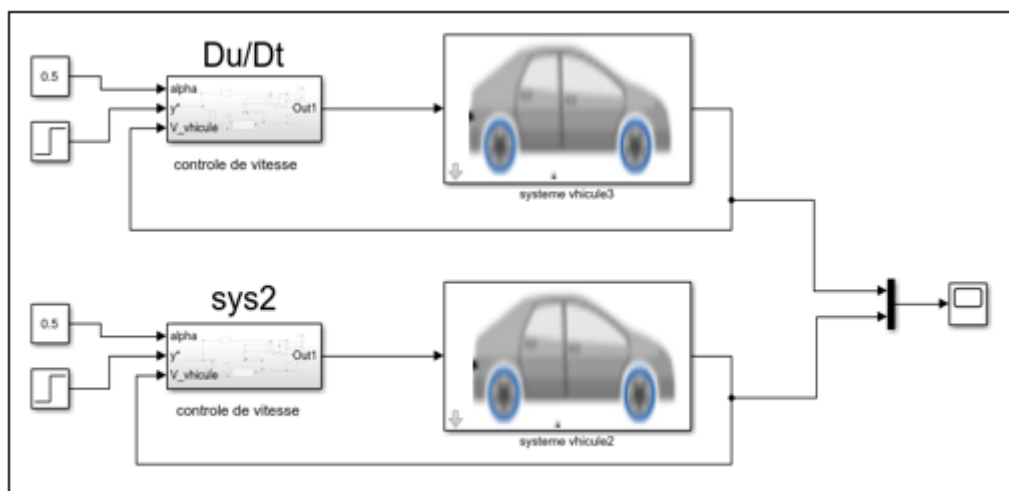 Du/Dt
0.5
alpha
y*
V_vhicule
Out1
controle de vitesse
systeme vhicule3
sys2
0.5
alpha
y*
V_vhicule
Out1
controle de vitesse
systeme vhicule2